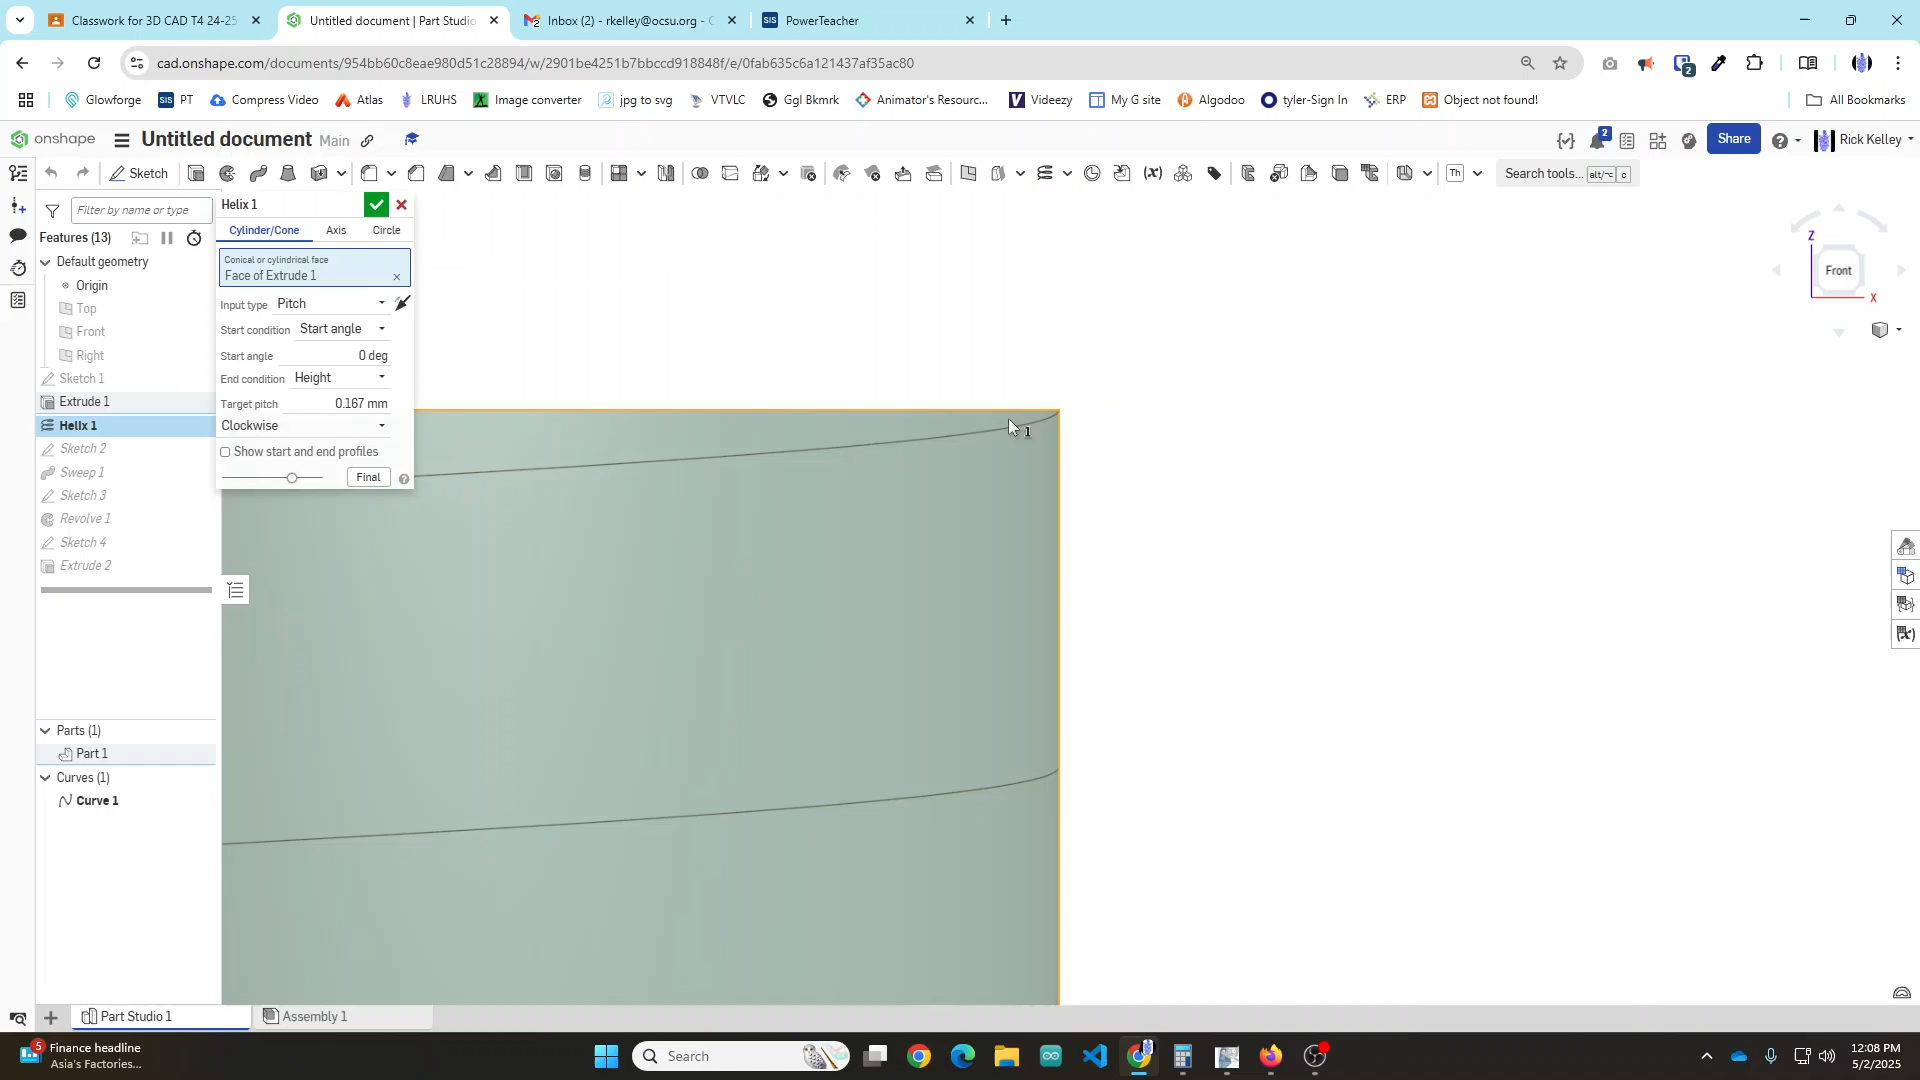 Classwork for 3D CAD T4 24-25
Untitled document | Part Studio
Inbox (2) - rkelley@ocsu.org - C
SIS PowerTeacher
cad.onshape.com/documents/954bb60c8eae980d51c28894/w/2901be4251b7bbccd918848f/e/0fab635c6a121437af35ac80
2
Glowforge
SIS PT
Compress Video
Atlas
LRUHS
Image converter
jpg to svg
VTVLC
Ggl Bkmrk
Animator's Resourc...
Videezy
My G site
Algodoo
tyler-Sign In
ERP
Object not found!
All Bookmarks
onshape
Untitled document Main
2
Share
Rick Kelley
Sketch
Th
Search tools... alt/⌥ c
Filter by name or type
Features (13)
Default geometry
Origin
Top
Front
Right
Sketch 1
Extrude 1
Helix 1
Sketch 2
Sweep 1
Sketch 3
Revolve 1
Sketch 4
Extrude 2
Parts (1)
Part 1
Curves (1)
Curve 1
Helix 1
Cylinder/Cone Axis Circle
Conical or cylindrical face
Face of Extrude 1
Input type Pitch
Start condition Start angle
Start angle 0 deg
End condition Height
Target pitch 0.167 mm
Clockwise
Show start and end profiles
Final
1
Z
Front
X
Part Studio 1
Assembly 1
5
Finance headline
Asia's Factories...
Search
12:08 PM
5/2/2025